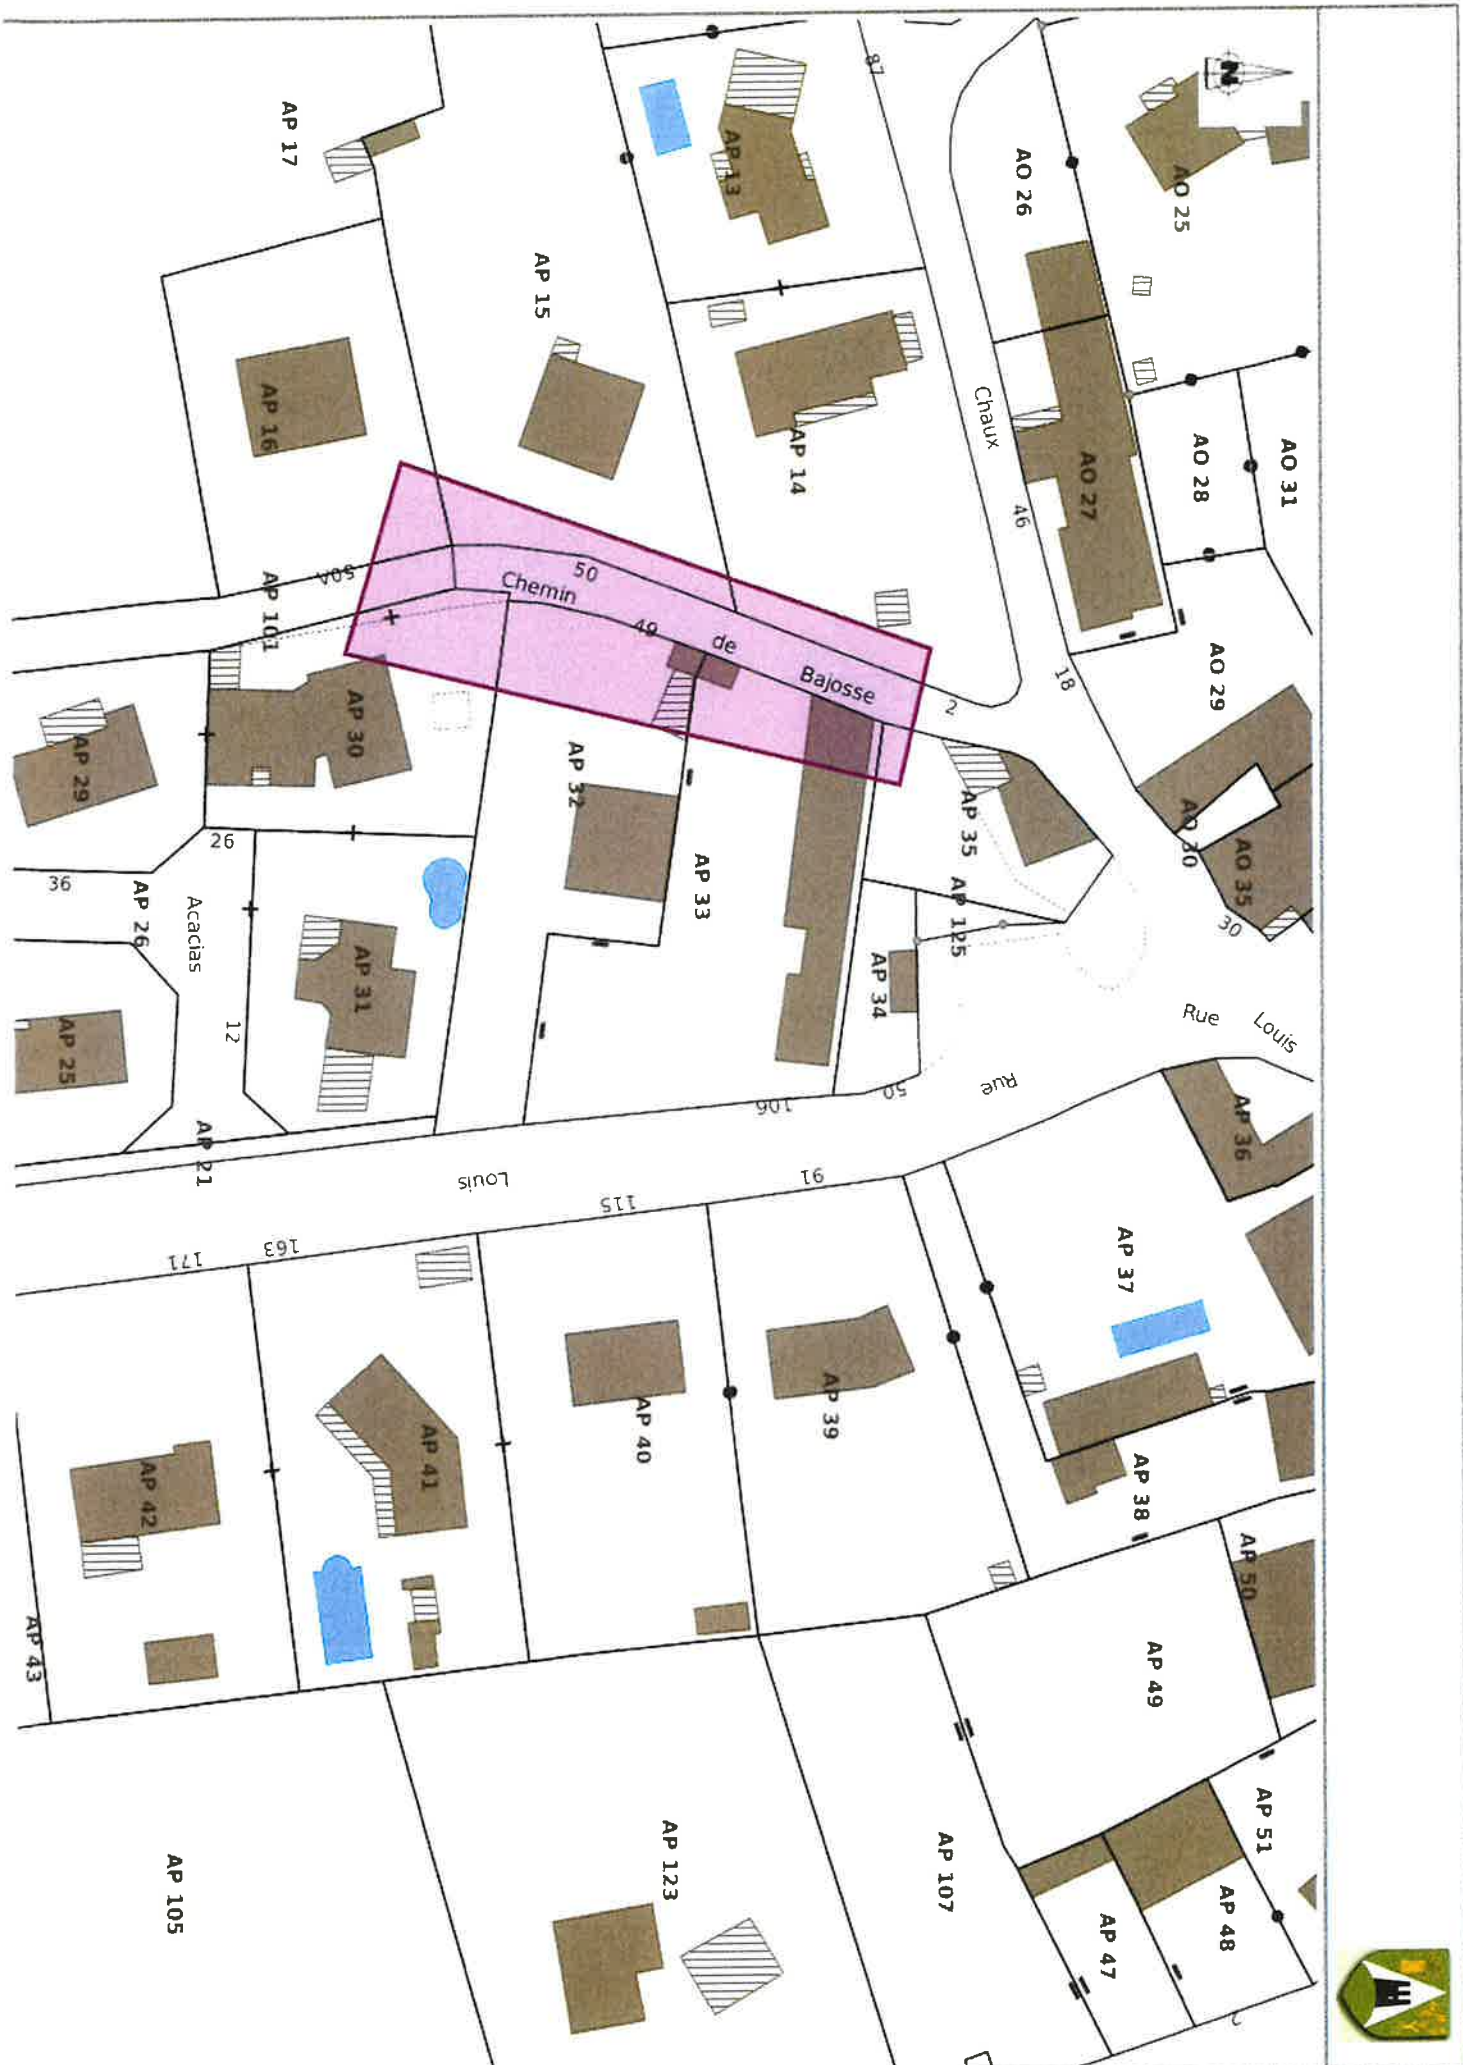 N
AO 25
AO 26
AO 31
AO 28
AO 27
AO 29
AO 30
AO 35
AP 17
AP 13
AP 15
AP 14
AP 16
87
Chaux
46
18
2
30
50A
50
49
Chemin
de
Bajosse
AP 101
AP 30
AP 29
AP 32
AP 33
AP 35
AP 125
AP 34
26
36
AP 26
Acacias
12
AP 31
AP 25
AP 21
Rue
Louis
Rue
Louis
50
106
91
115
163
171
AP 36
AP 37
AP 38
AP 39
AP 40
AP 41
AP 42
AP 43
AP 50
AP 49
AP 51
AP 48
AP 47
AP 107
AP 123
AP 105
2